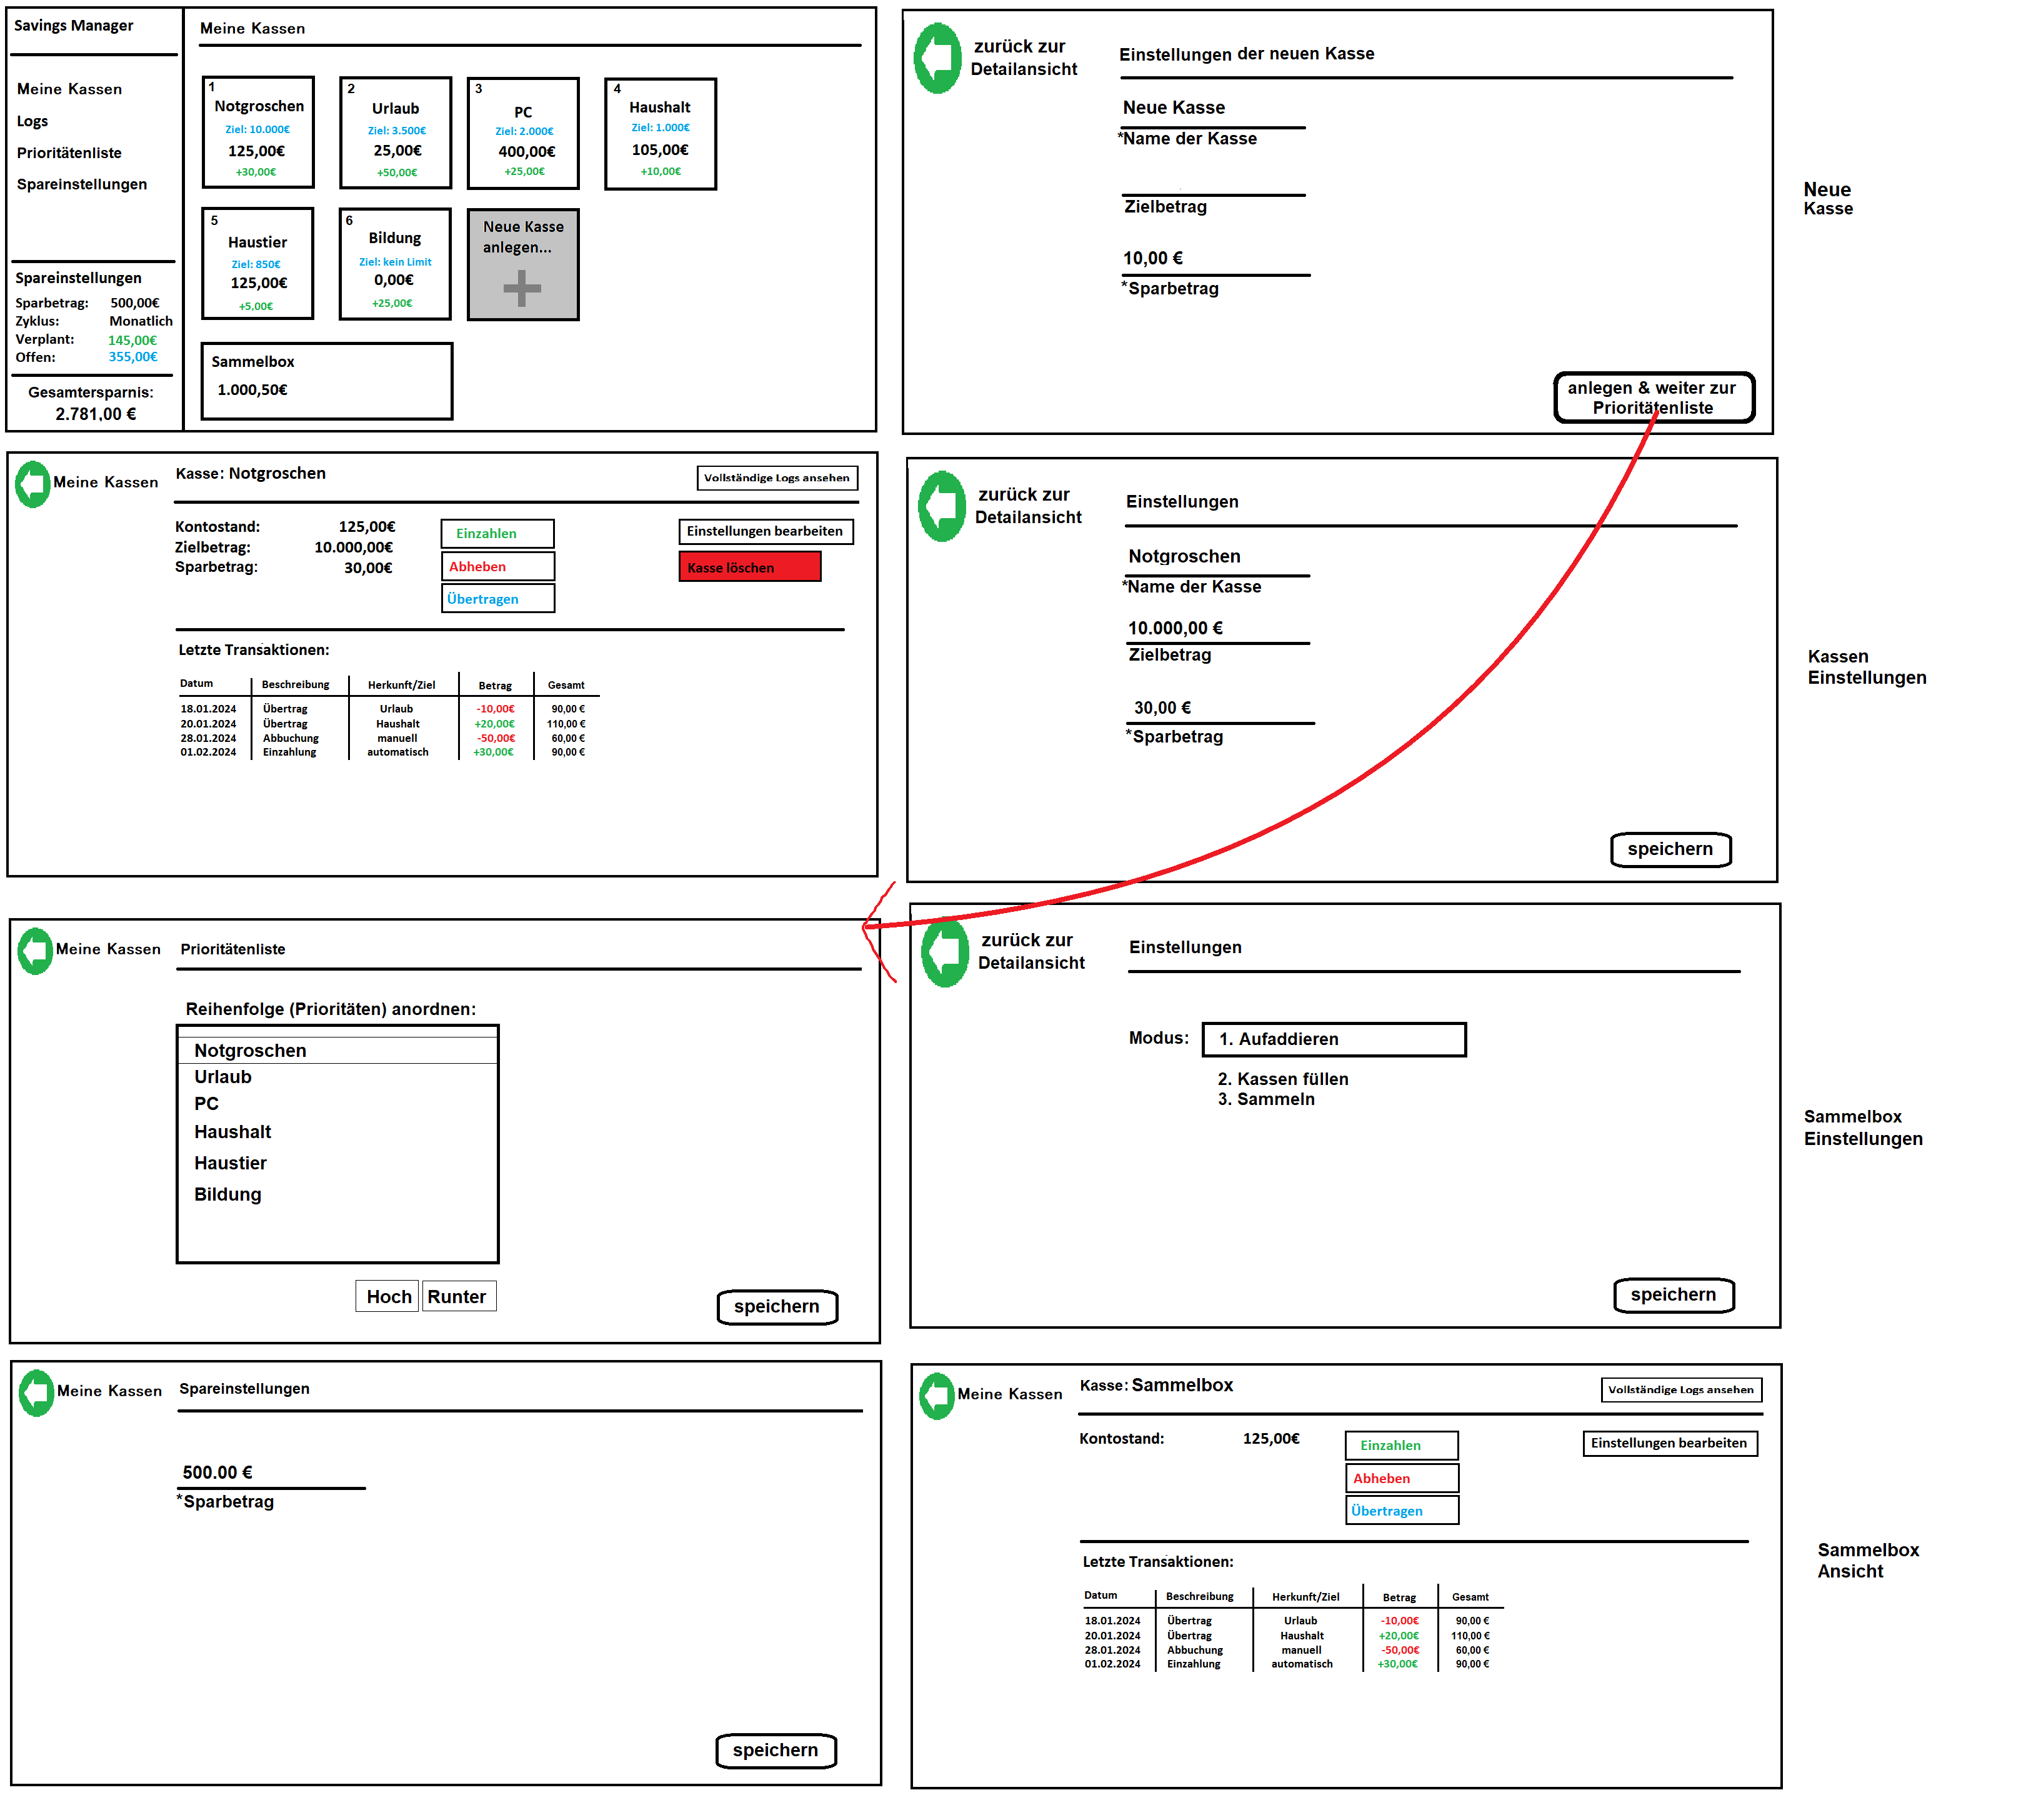 Savings Manager
Meine Kassen
Logs
Prioritätenliste
Spareinstellungen
Spareinstellungen
Sparbetrag: 500,00€
Zyklus: Monatlich
Verplant: 145,00€
Offen: 355,00€
Gesamtersparnis:
2.781,00 €
Meine Kassen
1
Notgroschen
Ziel: 10.000€
125,00€
+30,00€
2
Urlaub
Ziel: 3.500€
25,00€
+50,00€
3
PC
Ziel: 2.000€
400,00€
+25,00€
4
Haushalt
Ziel: 1.000€
105,00€
+10,00€
5
Haustier
Ziel: 850€
125,00€
+5,00€
6
Bildung
Ziel: kein Limit
0,00€
+25,00€
Neue Kasse
anlegen...
Sammelbox
1.000,50€
zurück zur
Detailansicht
Einstellungen der neuen Kasse
Neue Kasse
*Name der Kasse
Zielbetrag
10,00 €
*Sparbetrag
anlegen & weiter zur
Prioritätenliste
Neue
Kasse
Meine Kassen
Kasse: Notgroschen
Vollständige Logs ansehen
Kontostand: 125,00€
Zielbetrag: 10.000,00€
Sparbetrag: 30,00€
Einzahlen
Abheben
Übertragen
Einstellungen bearbeiten
Kasse löschen
Letzte Transaktionen:
Datum Beschreibung Herkunft/Ziel Betrag Gesamt
18.01.2024 Übertrag Urlaub -10,00€ 90,00 €
20.01.2024 Übertrag Haushalt +20,00€ 110,00 €
28.01.2024 Abbuchung manuell -50,00€ 60,00 €
01.02.2024 Einzahlung automatisch +30,00€ 90,00 €
zurück zur
Detailansicht
Einstellungen
Notgroschen
*Name der Kasse
10.000,00 €
Zielbetrag
30,00 €
*Sparbetrag
speichern
Kassen
Einstellungen
Meine Kassen
Prioritätenliste
Reihenfolge (Prioritäten) anordnen:
Notgroschen
Urlaub
PC
Haushalt
Haustier
Bildung
Hoch
Runter
speichern
zurück zur
Detailansicht
Einstellungen
Modus: 1. Aufaddieren
2. Kassen füllen
3. Sammeln
speichern
Sammelbox
Einstellungen
Meine Kassen
Spareinstellungen
500.00 €
*Sparbetrag
speichern
Meine Kassen
Kasse: Sammelbox
Vollständige Logs ansehen
Kontostand: 125,00€
Einzahlen
Abheben
Übertragen
Einstellungen bearbeiten
Letzte Transaktionen:
Datum Beschreibung Herkunft/Ziel Betrag Gesamt
18.01.2024 Übertrag Urlaub -10,00€ 90,00 €
20.01.2024 Übertrag Haushalt +20,00€ 110,00 €
28.01.2024 Abbuchung manuell -50,00€ 60,00 €
01.02.2024 Einzahlung automatisch +30,00€ 90,00 €
Sammelbox
Ansicht